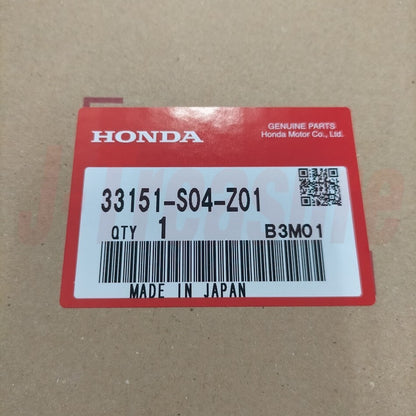 HONDA
GENUINE PARTS
Honda Motor Co., Ltd.
33151-S04-Z01
QTY 1 B3M01
MADE IN JAPAN